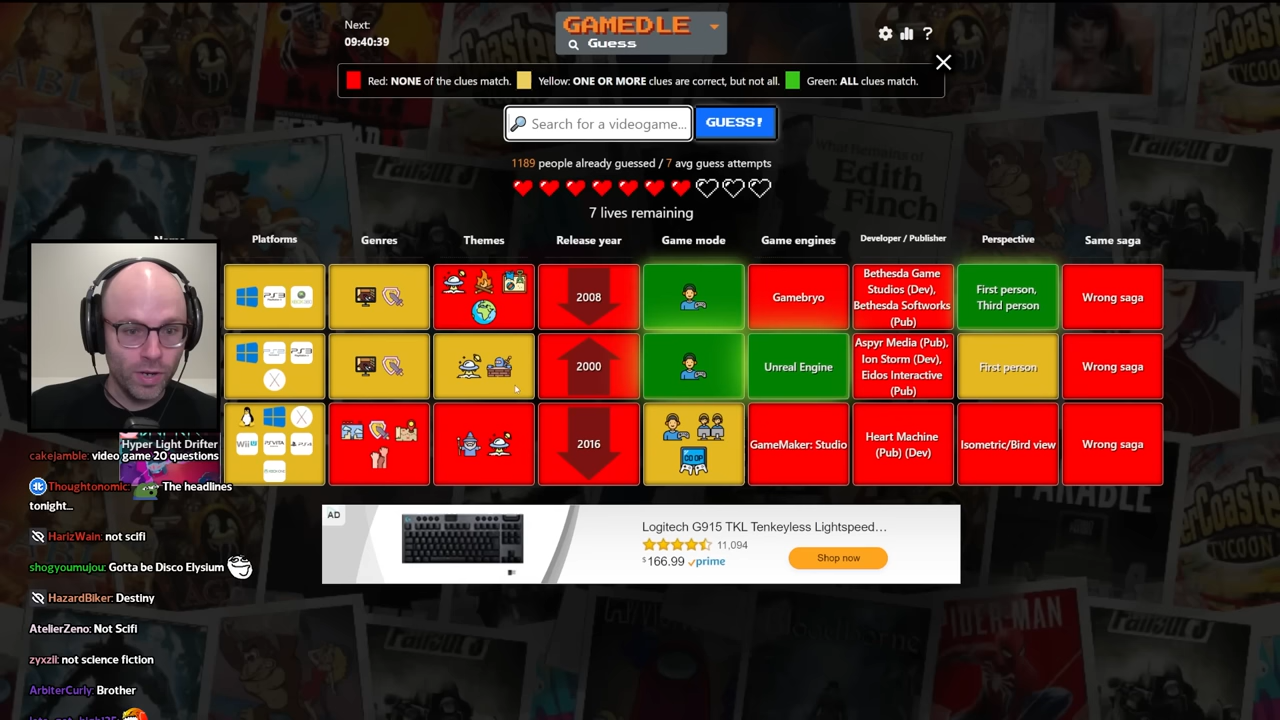 Next:
09:40:39
GAMEDLE
Guess
Red: NONE of the clues match.
Yellow: ONE OR MORE clues are correct, but not all.
Green: ALL clues match.
Search for a videogame...
GUESS!
1189 people already guessed / 7 avg guess attempts
7 lives remaining
Platforms
Genres
Themes
Release year
Game mode
Game engines
Developer / Publisher
Perspective
Same saga
2008
Gamebryo
Bethesda Game
Studios (Dev),
Bethesda Softworks
(Pub)
First person,
Third person
Wrong saga
2000
Unreal Engine
Aspyr Media (Pub),
Ion Storm (Dev),
Eidos Interactive
(Pub)
First person
Wrong saga
Hyper Light Drifter
2016
CO OP
GameMaker: Studio
Heart Machine
(Pub) (Dev)
Isometric/Bird view
Wrong saga
AD
Logitech G915 TKL Tenkeyless Lightspeed...
11,094
$166.99 prime
Shop now
cakejamble: video game 20 questions
Thoughtonomic: The headlines
tonight...
HarizWain: not scifi
shogyoumujou: Gotta be Disco Elysium
HazardBiker: Destiny
AtelierZeno: Not Scifi
zyxzil: not science fiction
ArbiterCurly: Brother
What Remains of
Edith
Finch